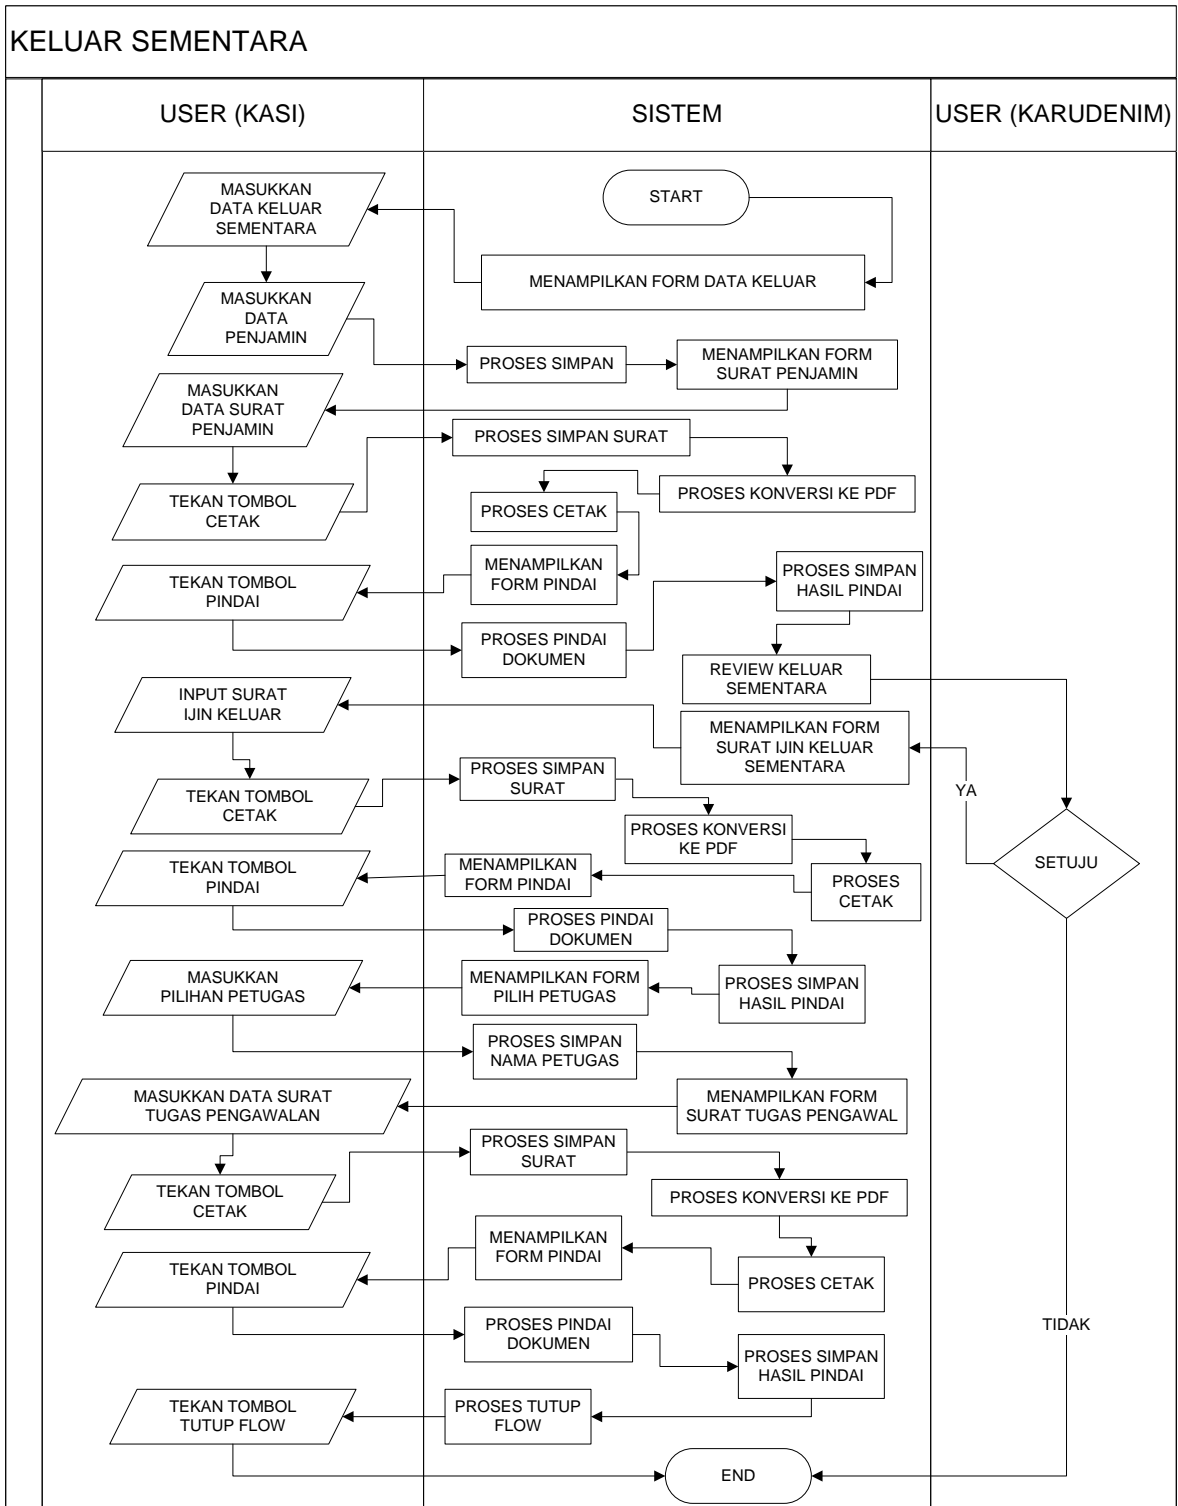 KELUAR SEMENTARA
USER (KASI)
SISTEM
USER (KARUDENIM)
MASUKKAN
DATA KELUAR
SEMENTARA
START
MENAMPILKAN FORM DATA KELUAR
MASUKKAN
DATA
PENJAMIN
PROSES SIMPAN
MENAMPILKAN FORM
SURAT PENJAMIN
MASUKKAN
DATA SURAT
PENJAMIN
PROSES SIMPAN SURAT
PROSES KONVERSI KE PDF
TEKAN TOMBOL
CETAK
PROSES CETAK
MENAMPILKAN
FORM PINDAI
TEKAN TOMBOL
PINDAI
PROSES SIMPAN
HASIL PINDAI
PROSES PINDAI
DOKUMEN
REVIEW KELUAR
SEMENTARA
INPUT SURAT
IJIN KELUAR
MENAMPILKAN FORM
SURAT IJIN KELUAR
SEMENTARA
TEKAN TOMBOL
CETAK
PROSES SIMPAN
SURAT
YA
PROSES KONVERSI
KE PDF
SETUJU
TEKAN TOMBOL
PINDAI
MENAMPILKAN
FORM PINDAI
PROSES
CETAK
PROSES PINDAI
DOKUMEN
MASUKKAN
PILIHAN PETUGAS
MENAMPILKAN FORM
PILIH PETUGAS
PROSES SIMPAN
HASIL PINDAI
PROSES SIMPAN
NAMA PETUGAS
MASUKKAN DATA SURAT
TUGAS PENGAWALAN
MENAMPILKAN FORM
SURAT TUGAS PENGAWAL
PROSES SIMPAN
SURAT
TEKAN TOMBOL
CETAK
PROSES KONVERSI KE PDF
MENAMPILKAN
FORM PINDAI
TEKAN TOMBOL
PINDAI
PROSES CETAK
PROSES PINDAI
DOKUMEN
TIDAK
PROSES SIMPAN
HASIL PINDAI
TEKAN TOMBOL
TUTUP FLOW
PROSES TUTUP
FLOW
END